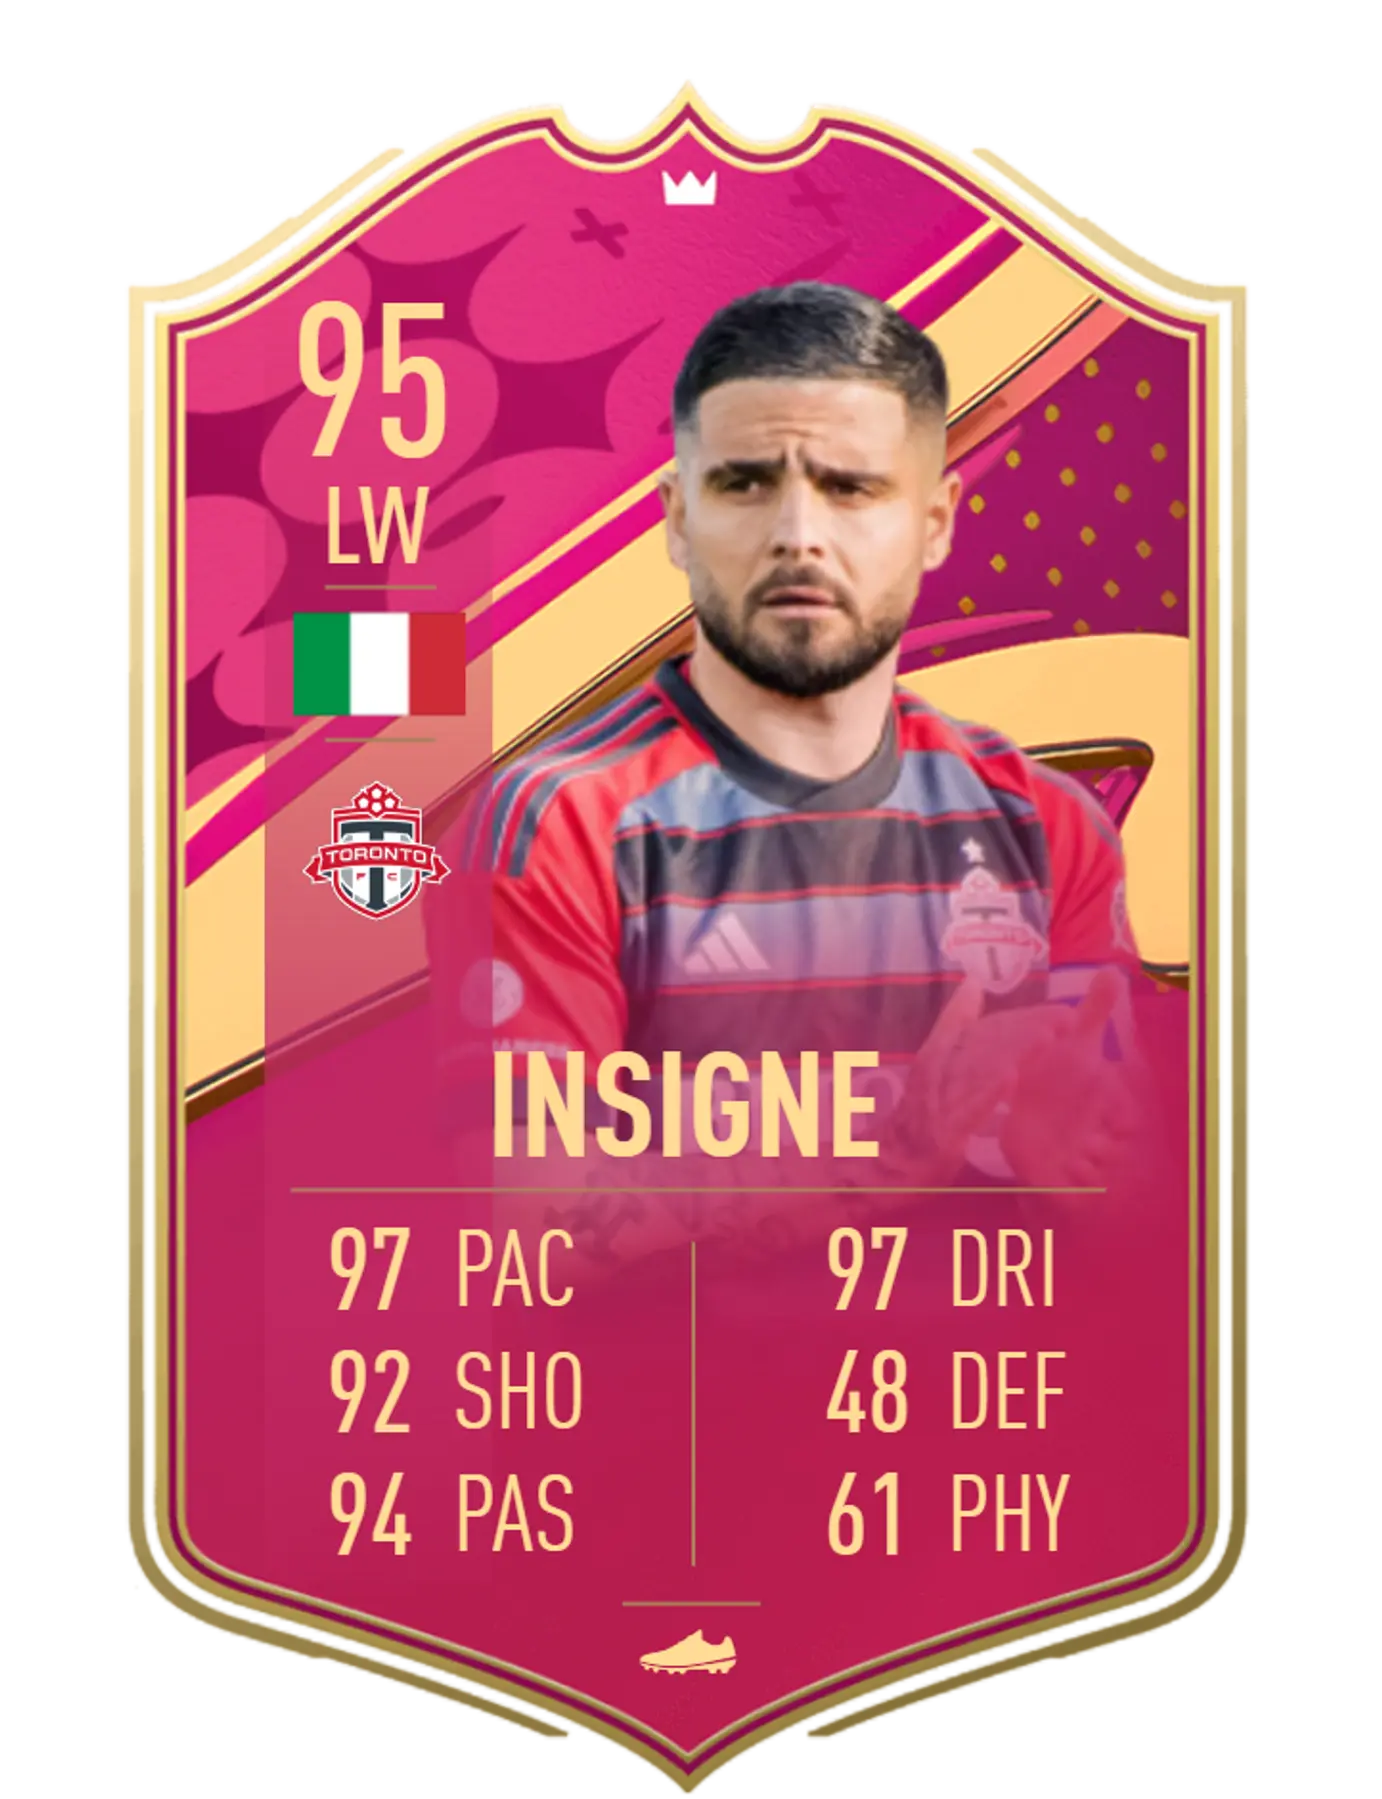 95
LW
TORONTO
F C
INSIGNE
97 PAC
92 SHO
94 PAS
97 DRI
48 DEF
61 PHY